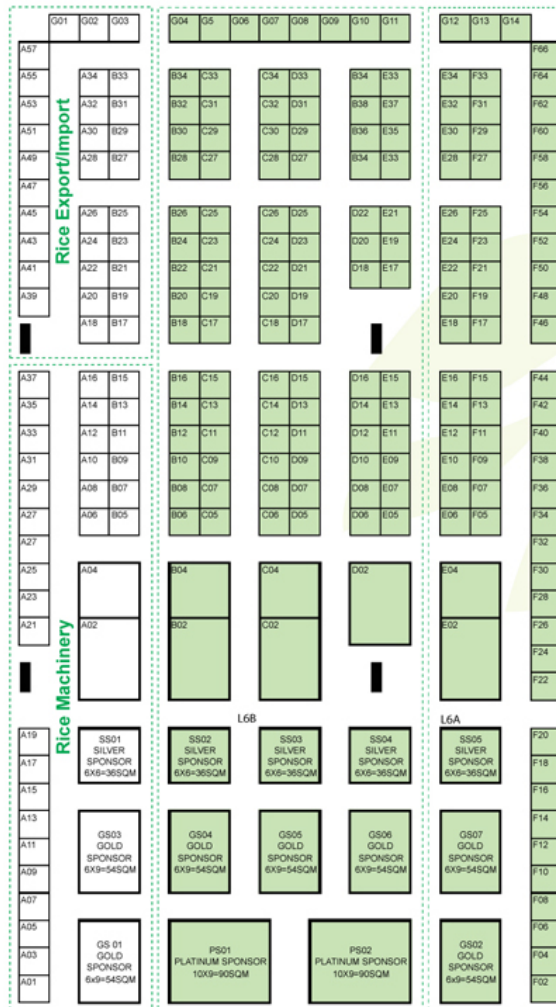 G01 G02 G03 G04 G5 G06 G07 G08 G09 G10 G11 G12 G13 G14
A57 F66
A55 A34 B33 B34 C33 C34 D33 B34 E33 E34 F33 F64
A53 A32 B31 B32 C31 C32 D31 B38 E37 E32 F31 F62
A51 A30 B29 B30 C29 C30 D29 B36 E35 E30 F29 F60
A49 A28 B27 B28 C27 C28 D27 B34 E33 E28 F27 F58
A47 F56
Rice Export/Import
A45 A26 B25 B26 C25 C26 D25 D22 E21 E26 F25 F54
A43 A24 B23 B24 C23 C24 D23 D20 E19 E24 F23 F52
A41 A22 B21 B22 C21 C22 D21 D18 E17 E22 F21 F50
A39 A20 B19 B20 C19 C20 D19 E20 F19 F48
A18 B17 B18 C17 C18 D17 E18 F17 F46
A37 A16 B15 B16 C15 C16 D15 D16 E15 E16 F15 F44
A35 A14 B13 B14 C13 C14 D13 D14 E13 E14 F13 F42
A33 A12 B11 B12 C11 C12 D11 D12 E11 E12 F11 F40
A31 A10 B09 B10 C09 C10 D09 D10 E09 E10 F09 F38
A29 A08 B07 B08 C07 C08 D07 D08 E07 E08 F07 F36
A27 A06 B05 B06 C05 C06 D05 D06 E05 E06 F05 F34
A27 F32
A25 A04 B04 C04 D02 E04 F30
A23 F28
A21 A02 B02 C02 E02 F26
F24
F22
Rice Machinery
L6B L6A
A19 SS01 SS02 SS03 SS04 SS05 F20
SILVER SILVER SILVER SILVER SILVER
A17 SPONSOR SPONSOR SPONSOR SPONSOR SPONSOR F18
6X6=36SQM 6X6=36SQM 6X6=36SQM 6X6=36SQM 6X6=36SQM
A15 F16
A13 GS03 GS04 GS05 GS06 GS07 F14
GOLD GOLD GOLD GOLD GOLD
A11 SPONSOR SPONSOR SPONSOR SPONSOR SPONSOR F12
6X9=54SQM 6X9=54SQM 6X9=54SQM 6X9=54SQM 6X9=54SQM
A09 F10
A07 F08
A05 GS 01 PS01 PS02 GS02 F06
GOLD PLATINUM SPONSOR PLATINUM SPONSOR GOLD
A03 SPONSOR 10X9=90SQM 10X9=90SQM SPONSOR F04
6x9=54SQM 6x9=54SQM
A01 F02